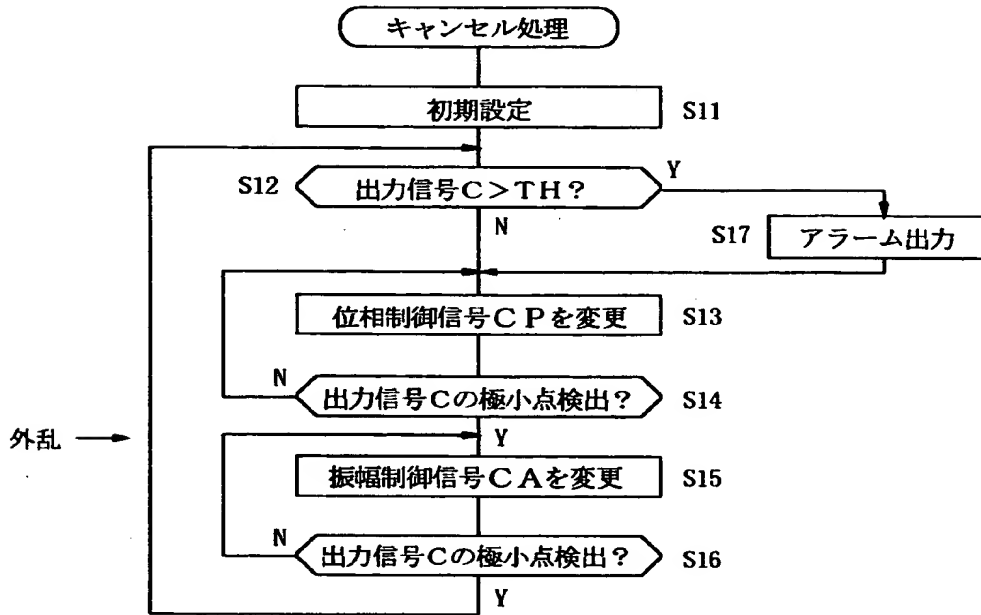 キャンセル処理
初期設定
S11
S12
出力信号C>TH?
Y
N
S17
アラーム出力
位相制御信号CPを変更
S13
N
出力信号Cの極小点検出?
S14
Y
外乱
振幅制御信号CAを変更
S15
N
出力信号Cの極小点検出?
S16
Y